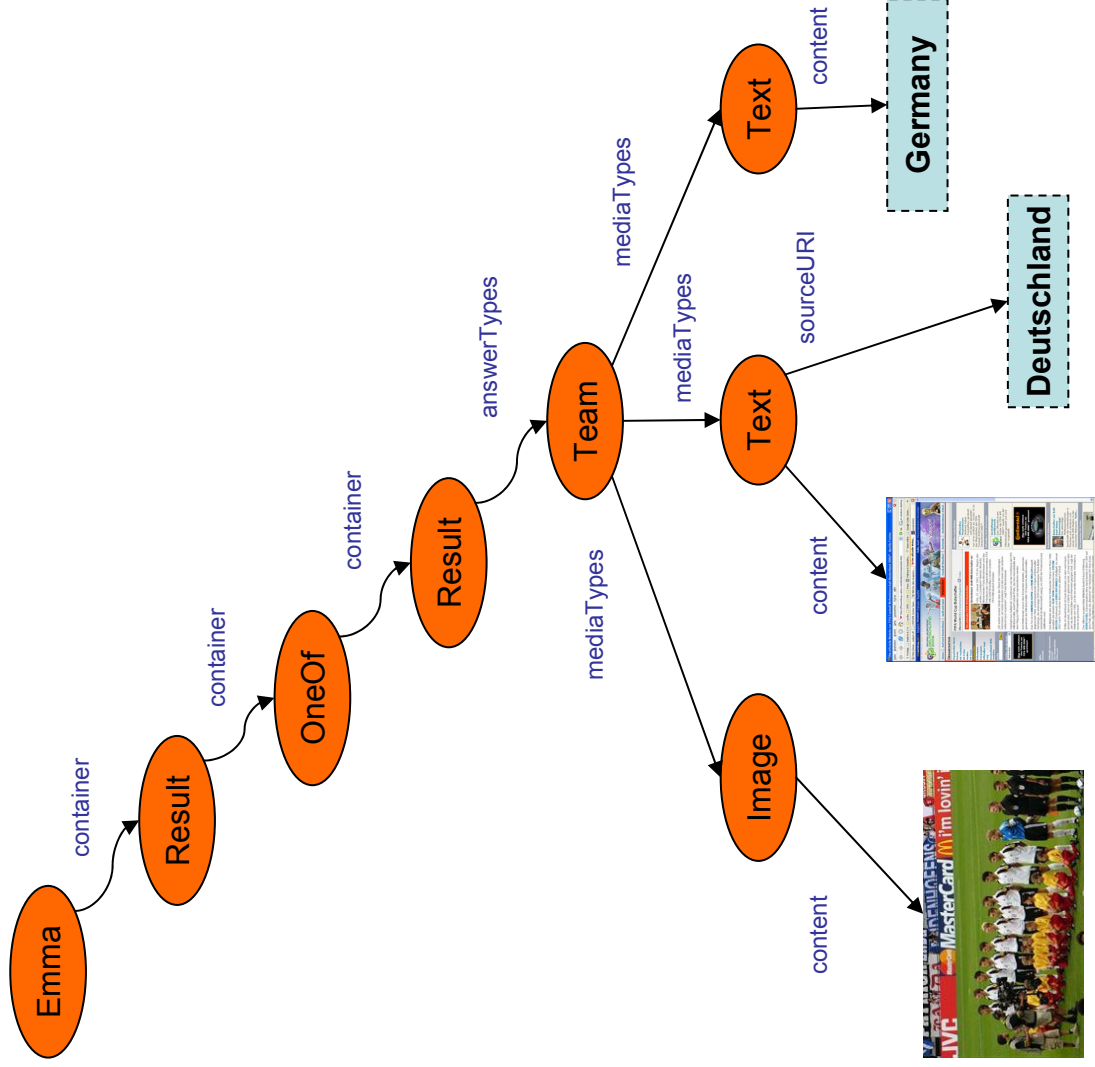 Emma
container
Result
container
OneOf
container
Result
answerTypes
Team
mediaTypes
mediaTypes
mediaTypes
Image
Text
Text
content
content
sourceURI
content
Deutschland
Germany
JVC
MasterCard
i'm lovin'